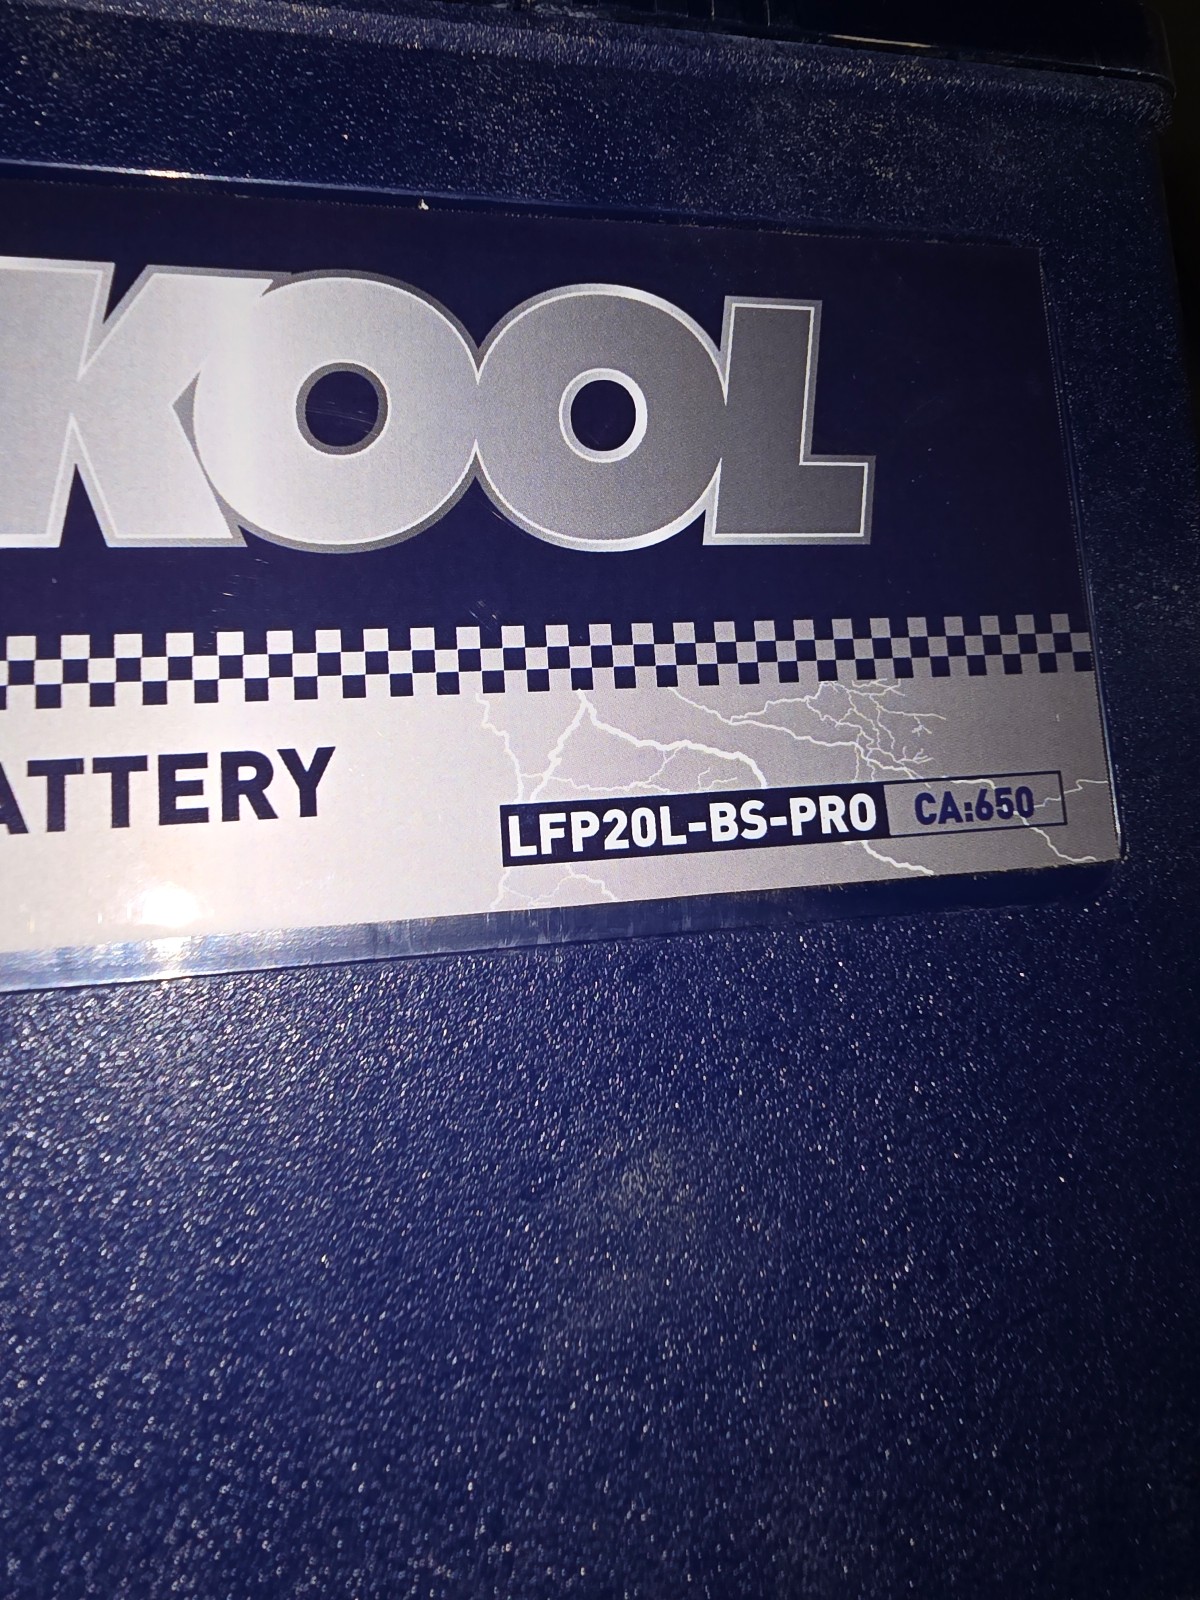 KOOL
ATTERY
LFP20L-BS-PRO CA:650